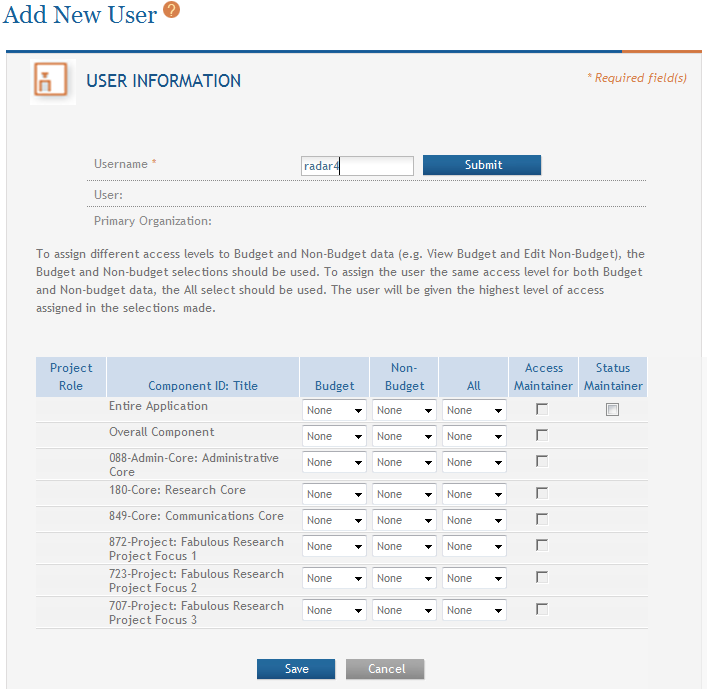 Add New User ?
USER INFORMATION
* Required field(s)
Username * radar4 Submit
User:
Primary Organization:
To assign different access levels to Budget and Non-Budget data (e.g. View Budget and Edit Non-Budget), the
Budget and Non-budget selections should be used. To assign the user the same access level for both Budget
and Non-budget data, the All select should be used. The user will be given the highest level of access
assigned in the selections made.
Project Role Component ID: Title Budget Non-Budget All Access Maintainer Status Maintainer
Entire Application None None None
Overall Component None None None
088-Admin-Core: Administrative
Core None None None
180-Core: Research Core None None None
849-Core: Communications Core None None None
872-Project: Fabulous Research
Project Focus 1 None None None
723-Project: Fabulous Research
Project Focus 2 None None None
707-Project: Fabulous Research
Project Focus 3 None None None
Save Cancel